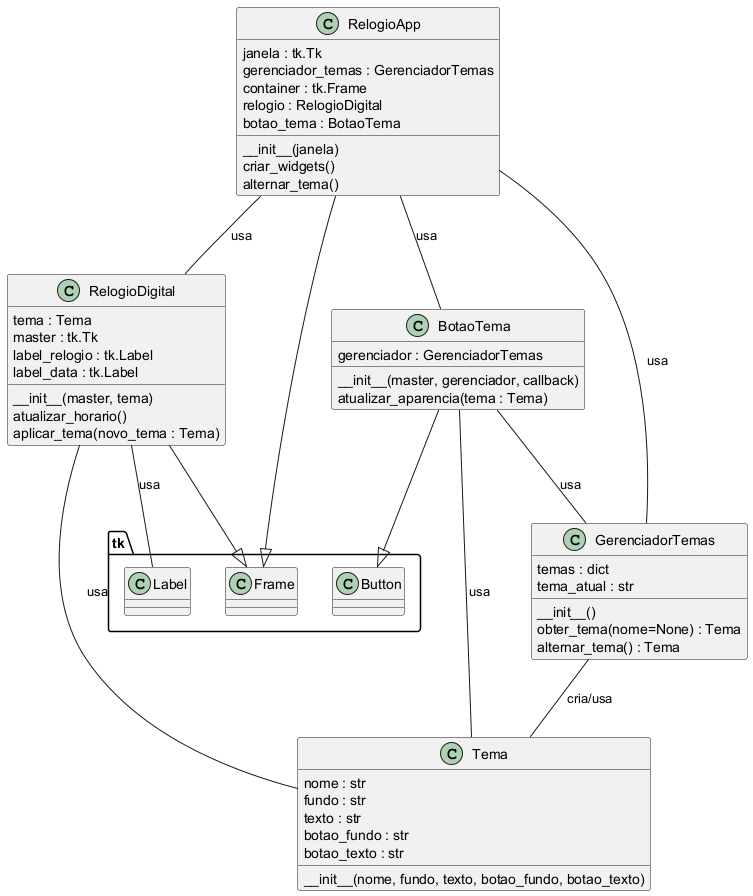 C RelogioApp
janela : tk.Tk
gerenciador_temas : GerenciadorTemas
container : tk.Frame
relogio : RelogioDigital
botao_tema : BotaoTema
__init__(janela)
criar_widgets()
alternar_tema()
usa
usa
usa
C RelogioDigital
tema : Tema
master : tk.Tk
label_relogio : tk.Label
label_data : tk.Label
__init__(master, tema)
atualizar_horario()
aplicar_tema(novo_tema : Tema)
C BotaoTema
gerenciador : GerenciadorTemas
__init__(master, gerenciador, callback)
atualizar_aparencia(tema : Tema)
usa
usa
usa
usa
tk
C Label
C Frame
C Button
C GerenciadorTemas
temas : dict
tema_atual : str
__init__()
obter_tema(nome=None) : Tema
alternar_tema() : Tema
cria/usa
C Tema
nome : str
fundo : str
texto : str
botao_fundo : str
botao_texto : str
__init__(nome, fundo, texto, botao_fundo, botao_texto)